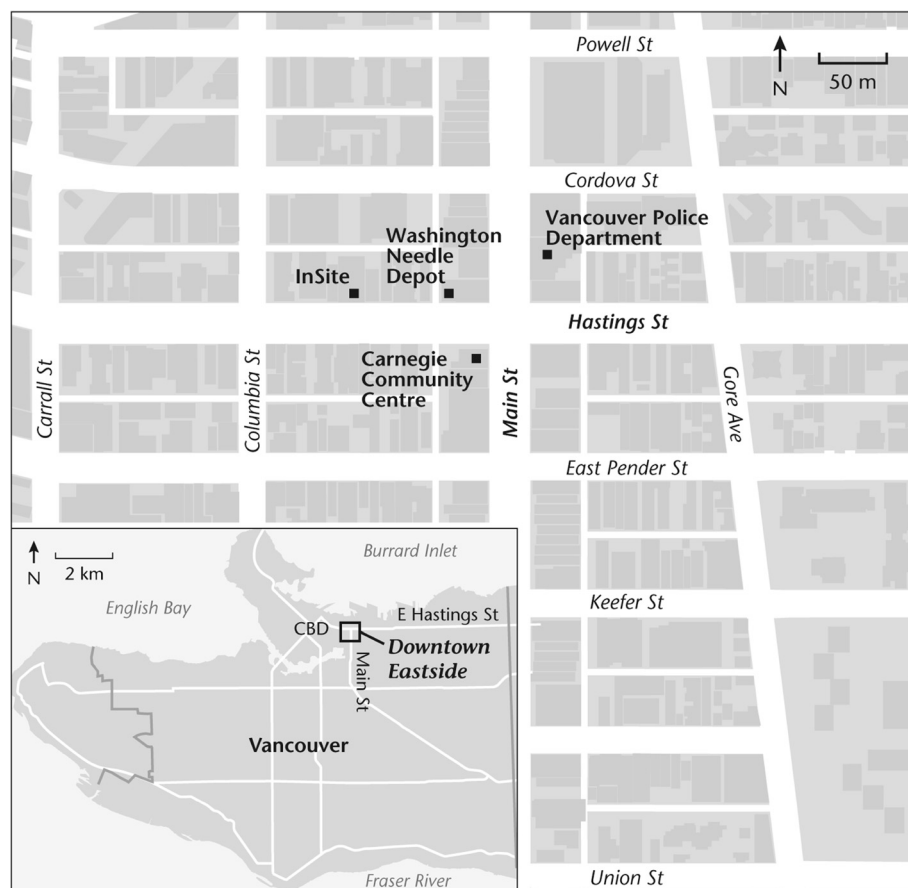 Powell St
N
50 m
Cordova St
Vancouver Police
Department
Washington
Needle
Depot
InSite
Hastings St
Carnegie
Community
Centre
Carrall St
Columbia St
Main St
Gore Ave
East Pender St
N
2 km
Burrard Inlet
English Bay
Keefer St
E Hastings St
CBD
Downtown
Eastside
Main St
Vancouver
Fraser River
Union St